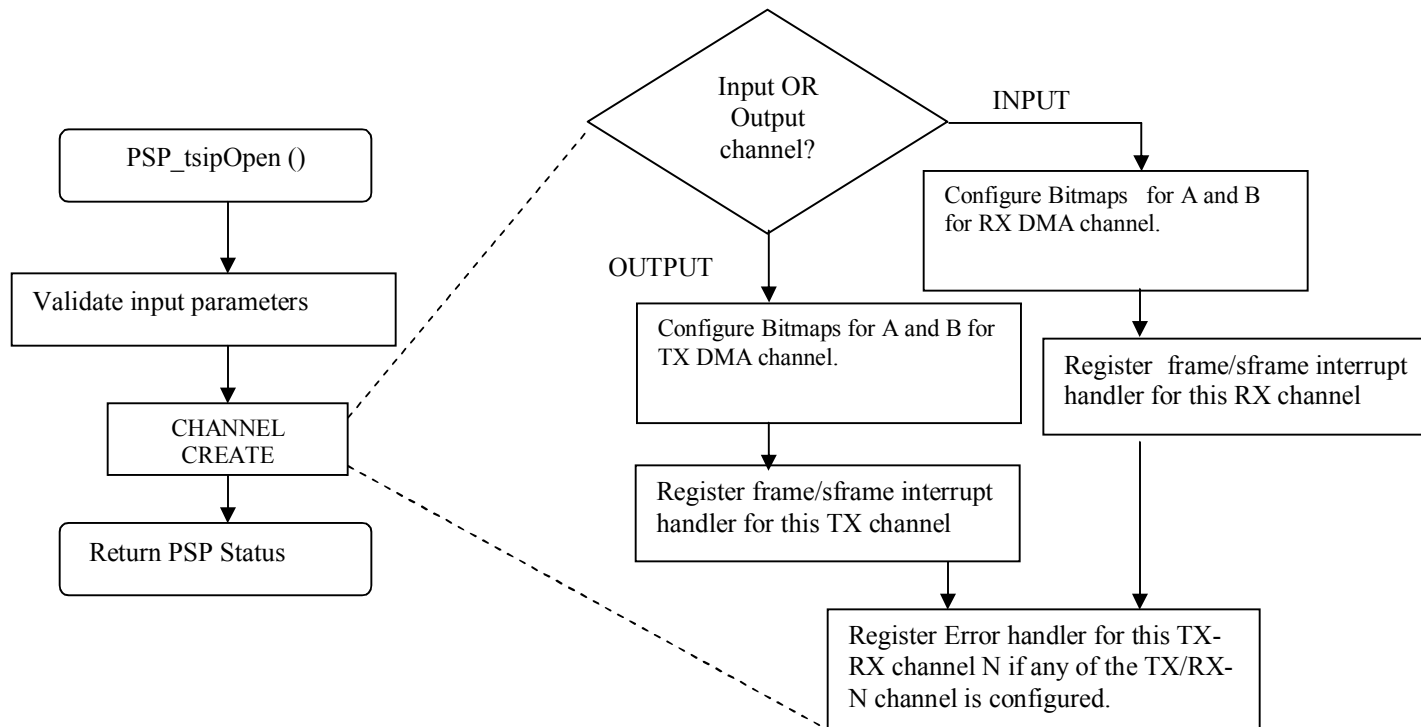 PSP_tsipOpen ()
Validate input parameters
CHANNEL
CREATE
Return PSP Status
Input OR
Output
channel?
INPUT
OUTPUT
Configure Bitmaps for A and B
for RX DMA channel.
Register frame/sframe interrupt
handler for this RX channel
Configure Bitmaps for A and B for
TX DMA channel.
Register frame/sframe interrupt
handler for this TX channel
Register Error handler for this TX-
RX channel N if any of the TX/RX-
N channel is configured.